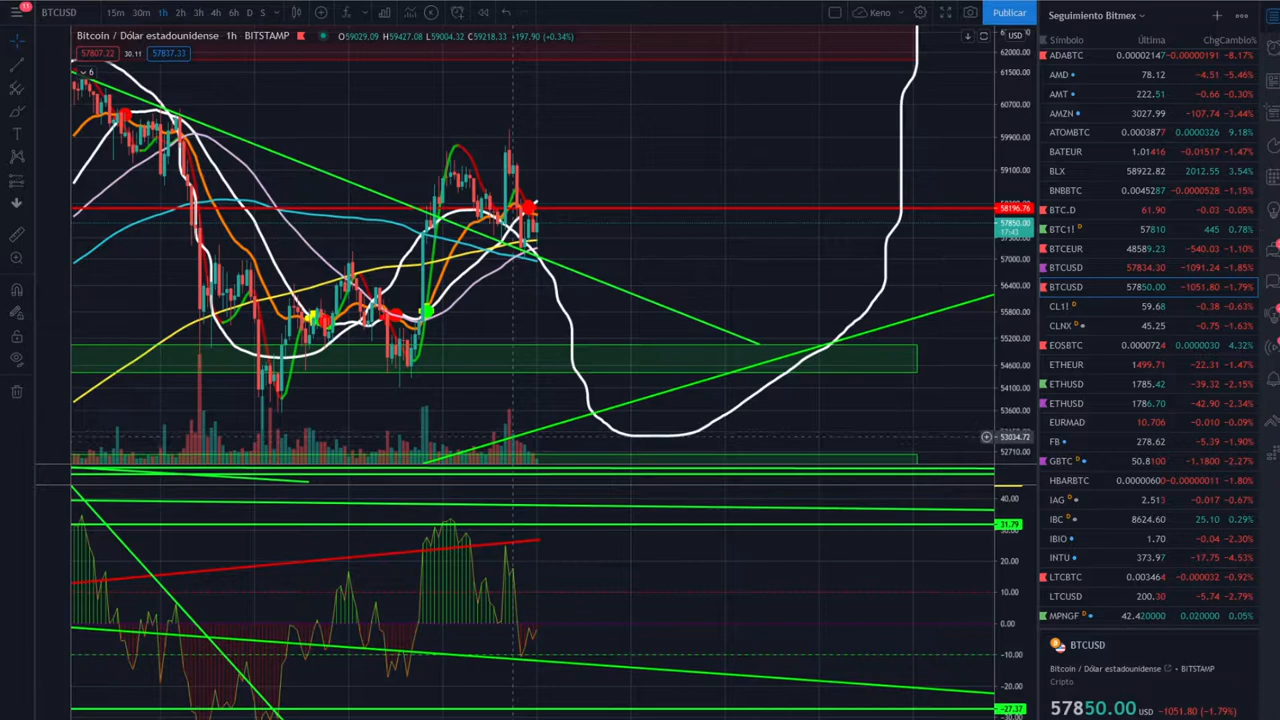 11
BTCUSD 15m 30m 1h 2h 3h 4h 6h D S Keno Publicar
Seguimiento Bitmex
Bitcoin / Dólar estadounidense 1h BITSTAMP O59029.09 H59427.08 L59004.32 C59218.33 +197.90 (+0.34%)
USD
57807.22 30.11 57837.33
6
62000.00
61500.00
60700.00
59900.00
59100.00
58196.76
57850.00
17:43
57000.00
56400.00
55800.00
55200.00
54600.00
54100.00
53600.00
53034.72
52710.00
40.00
31.79
20.00
10.00
0.00
-10.00
-20.00
-27.37
Símbolo Última Chg Cambio%
ADABTC 0.00002147 -0.00000191 -8.17%
AMD 78.12 -4.51 -5.46%
AMT 222.51 -0.66 -0.30%
AMZN 3027.99 -107.74 -3.44%
ATOMBTC 0.0003877 0.0000326 9.18%
BATEUR 1.01416 -0.01517 -1.47%
BLX 58922.82 2012.55 3.54%
BNBBTC 0.0045287 -0.0000528 -1.15%
BTC.D 61.90 -0.03 -0.05%
BTC1! D 57810 445 0.78%
BTCEUR 48589.23 -540.03 -1.10%
BTCUSD 57834.30 -1091.24 -1.85%
BTCUSD 57850.00 -1051.80 -1.79%
CL1! D 59.68 -0.38 -0.63%
CLNX 45.25 -0.75 -1.63%
EOSBTC 0.0000724 0.0000030 4.32%
ETHEUR 1499.71 -22.31 -1.47%
ETHUSD 1785.42 -39.32 -2.15%
ETHUSD 1786.70 -42.90 -2.34%
EURMAD 10.706 -0.010 -0.09%
FB 278.62 -5.39 -1.90%
GBTC D 50.8100 -1.1800 -2.27%
HBARBTC 0.00000600 -0.00000011 -1.80%
IAG D 2.513 -0.017 -0.67%
IBC D 8624.60 25.10 0.29%
IBIO 1.70 -0.04 -2.30%
INTU 373.97 -17.75 -4.53%
LTCBTC 0.003464 -0.000032 -0.92%
LTCUSD 200.30 -5.74 -2.79%
MPNGF D 42.420000 0.020000 0.05%
BTCUSD
Bitcoin / Dólar estadounidense BITSTAMP
Cripto
57850.00 USD -1051.80 (-1.79%)